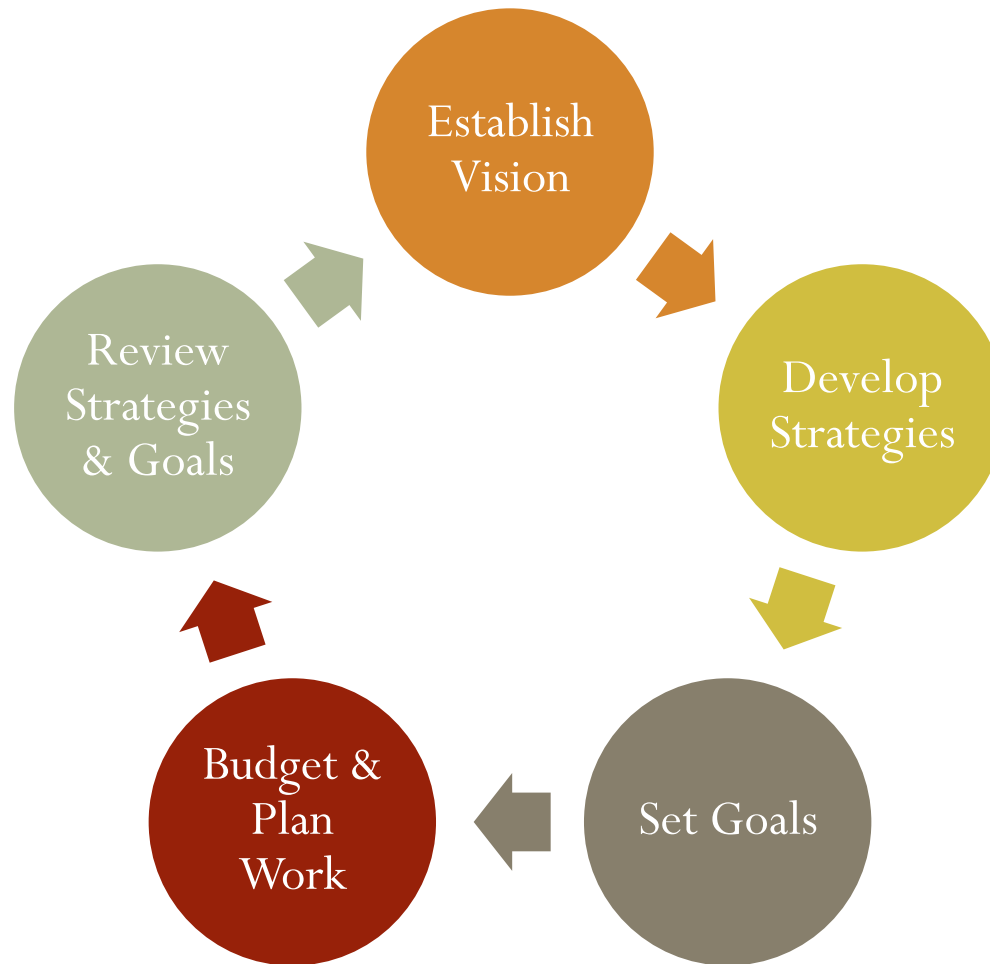 Establish
Vision
Develop
Strategies
Set Goals
Budget &
Plan
Work
Review
Strategies
& Goals